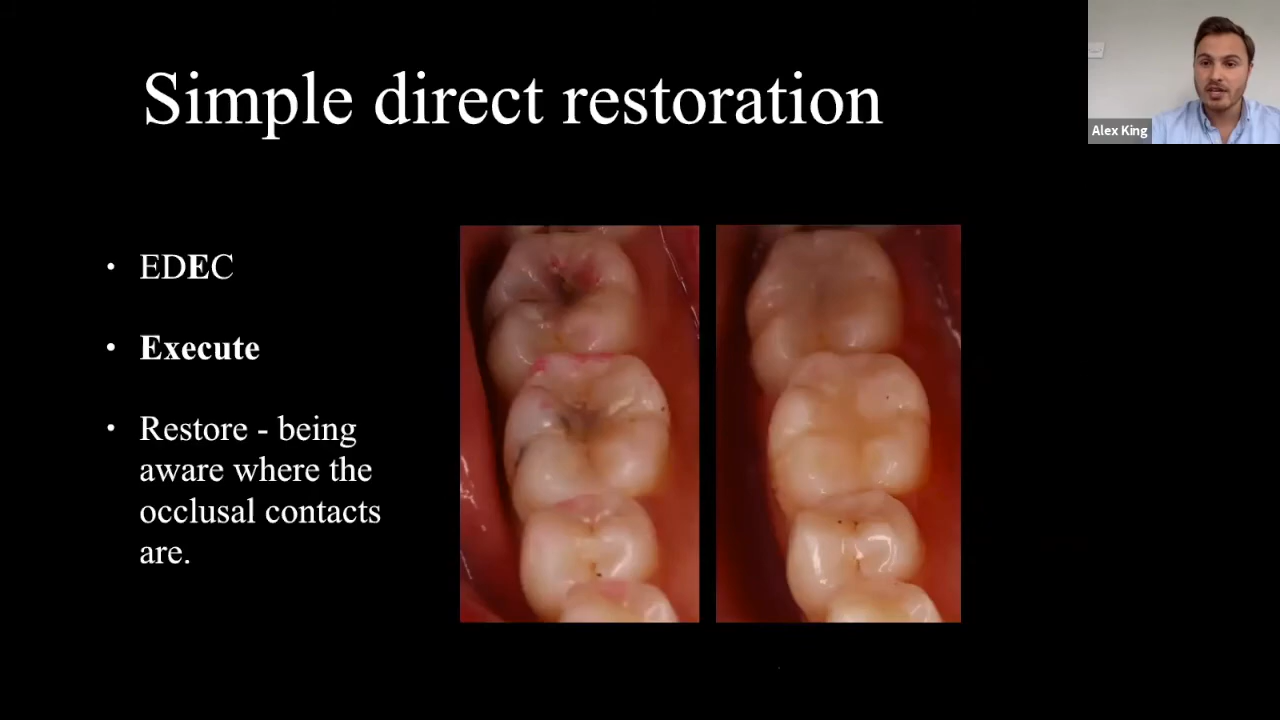 Simple direct restoration
Alex King
• EDEC
• Execute
• Restore - being
aware where the
occlusal contacts
are.